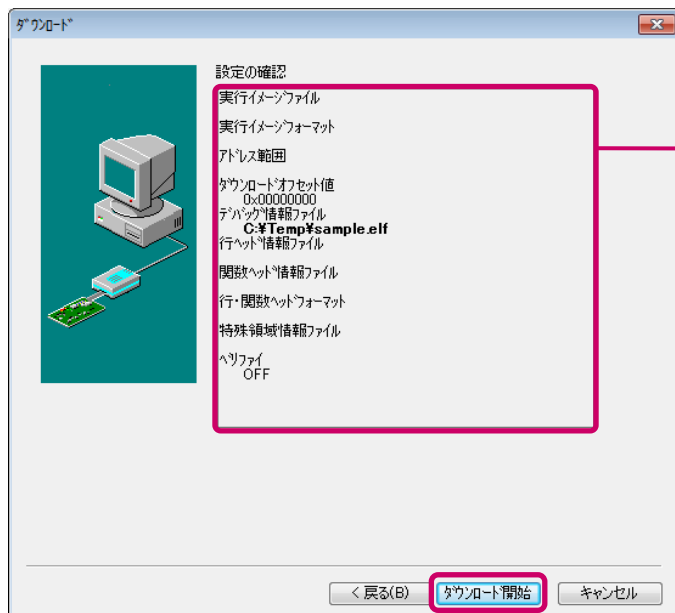 ダウンロード
設定の確認
実行イメージファイル
実行イメージフォーマット
アドレス範囲
ダウンロードオフセット値
0x00000000
デバッグ情報ファイル
C:¥Temp¥sample.elf
行ヘッド情報ファイル
関数ヘッド情報ファイル
行・関数ヘッドフォーマット
特殊領域情報ファイル
ベリファイ
OFF
< 戻る(B)
ダウンロード開始
キャンセル